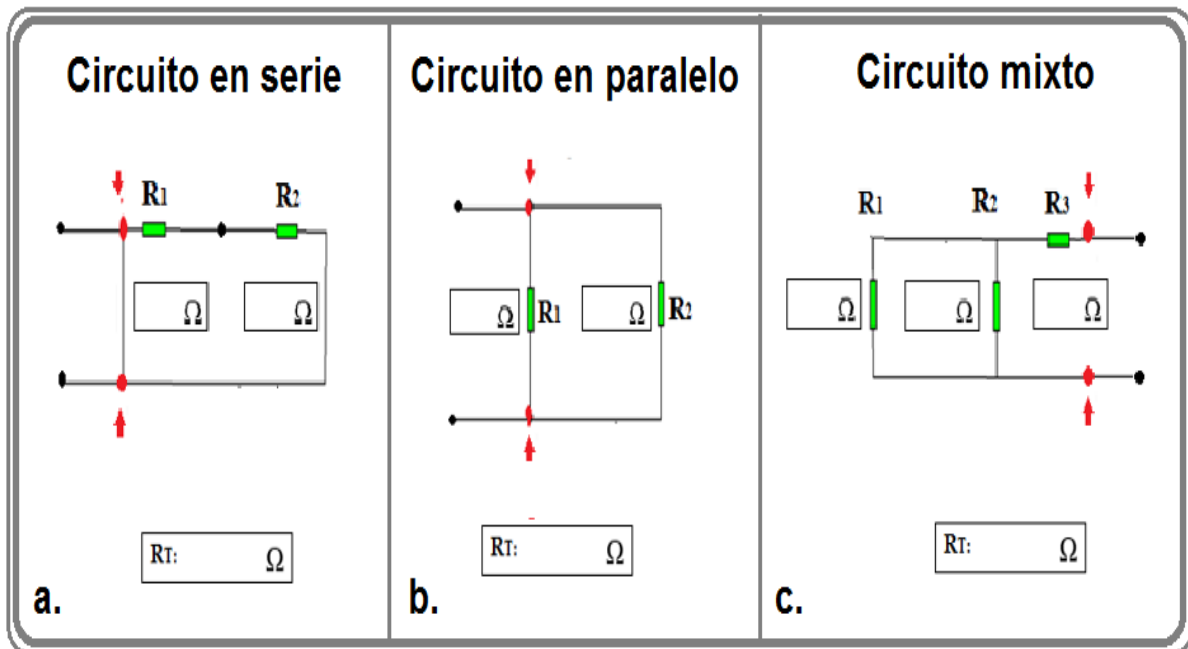 Circuito en serie
R1
R2
Ω
Ω
RT: Ω
a.
Circuito en paralelo
Ω
R1
Ω
R2
RT: Ω
b.
Circuito mixto
R1
R2
R3
Ω
Ω
Ω
RT: Ω
c.